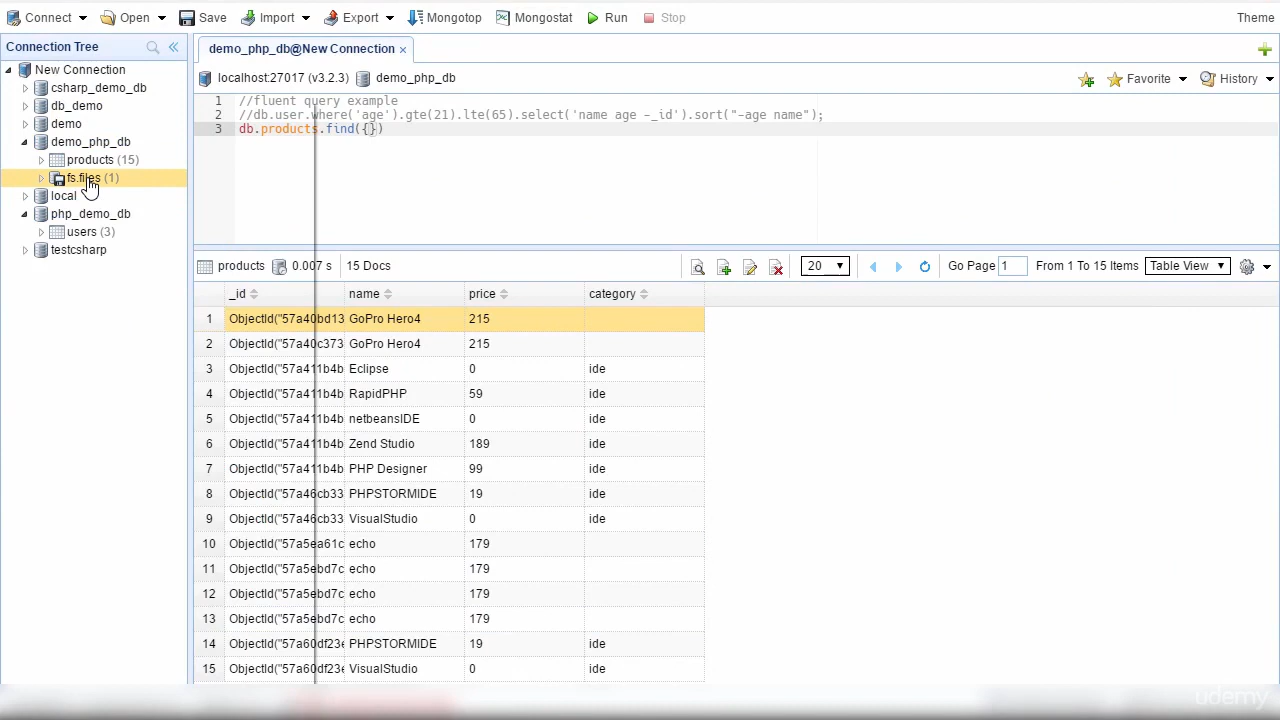 Connect Open Save Import Export Mongotop Mongostat Run Stop Theme
Connection Tree
New Connection
csharp_demo_db
db_demo
demo
demo_php_db
products (15)
fs.files (1)
local
php_demo_db
users (3)
testcsharp
demo_php_db@New Connection ×
localhost:27017 (v3.2.3) demo_php_db Favorite History
1 //fluent query example
2 //db.user.where('age').gte(21).lte(65).select('name age -_id').sort("-age name");
3 db.products.find({})
products 0.007 s 15 Docs 20 Go Page 1 From 1 To 15 Items Table View
_id name price category
1 ObjectId("57a40bd13 GoPro Hero4 215
2 ObjectId("57a40c373 GoPro Hero4 215
3 ObjectId("57a411b4b Eclipse 0 ide
4 ObjectId("57a411b4b RapidPHP 59 ide
5 ObjectId("57a411b4b netbeansIDE 0 ide
6 ObjectId("57a411b4b Zend Studio 189 ide
7 ObjectId("57a411b4b PHP Designer 99 ide
8 ObjectId("57a46cb33 PHPSTORMIDE 19 ide
9 ObjectId("57a46cb33 VisualStudio 0 ide
10 ObjectId("57a5ea61c echo 179
11 ObjectId("57a5ebd7c echo 179
12 ObjectId("57a5ebd7c echo 179
13 ObjectId("57a5ebd7c echo 179
14 ObjectId("57a60df23e PHPSTORMIDE 19 ide
15 ObjectId("57a60df23e VisualStudio 0 ide
udemy